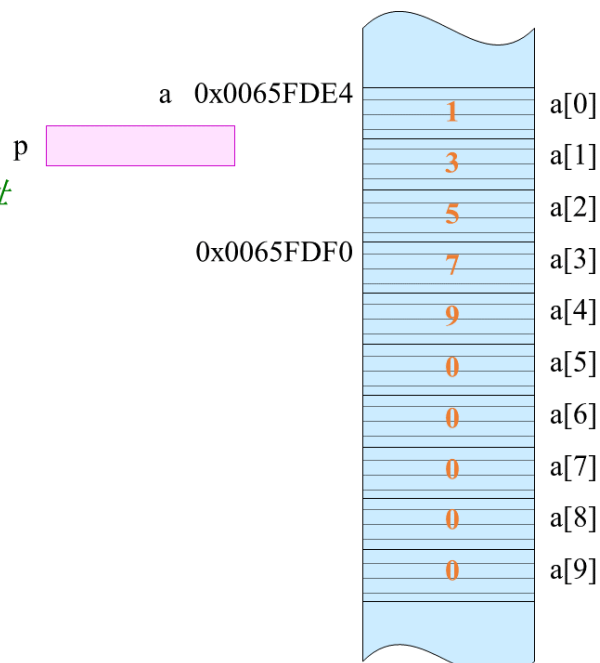 a 0x0065FDE4
1 a[0]
p
3 a[1]
5 a[2]
0x0065FDF0
7 a[3]
9 a[4]
0 a[5]
0 a[6]
0 a[7]
0 a[8]
0 a[9]